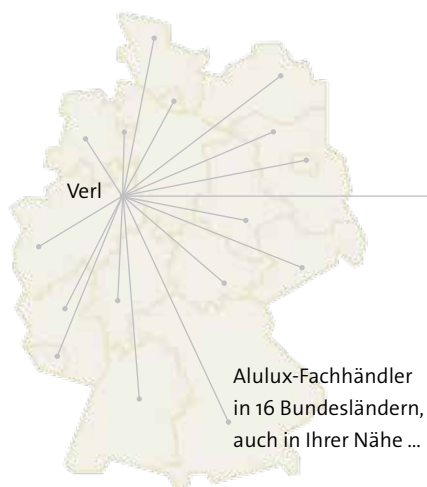 Verl
Alulux-Fachhändler
in 16 Bundesländern,
auch in Ihrer Nähe ...